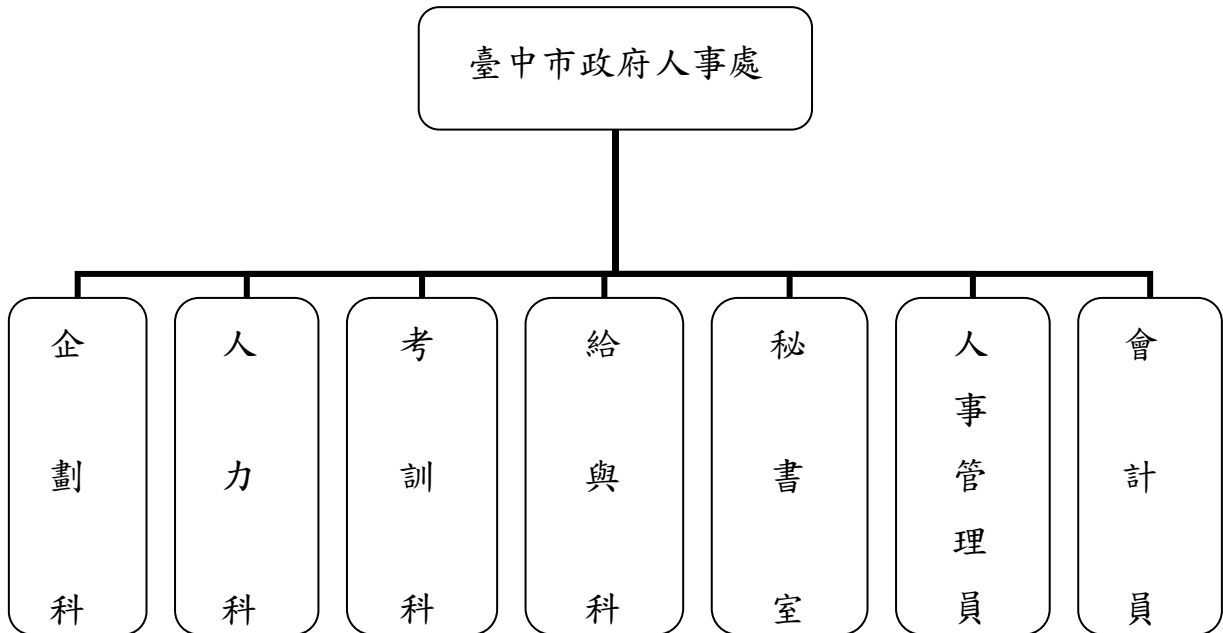 臺中市政府人事處
企劃科
人力科
考訓科
給與科
秘書室
人事管理員
會計員